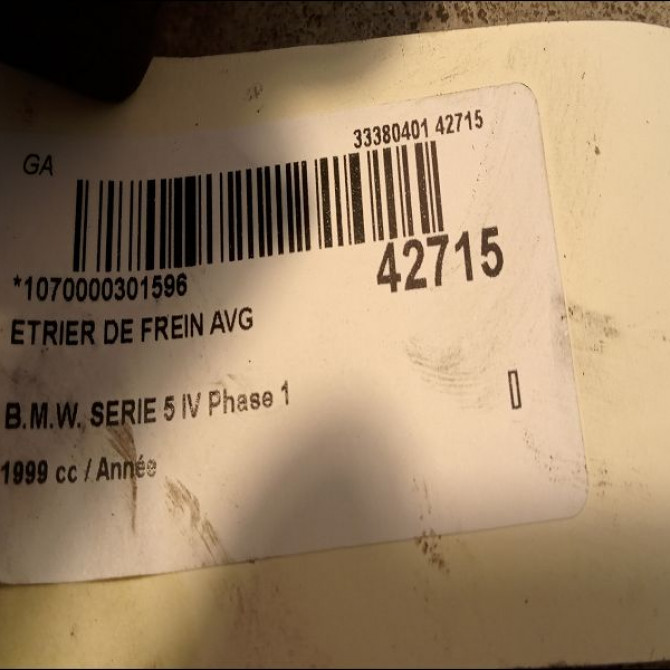 GA
33380401 42715
42715
*1070000301596
ETRIER DE FREIN AVG
B.M.W. SERIE 5 IV Phase 1
1999 cc / Année